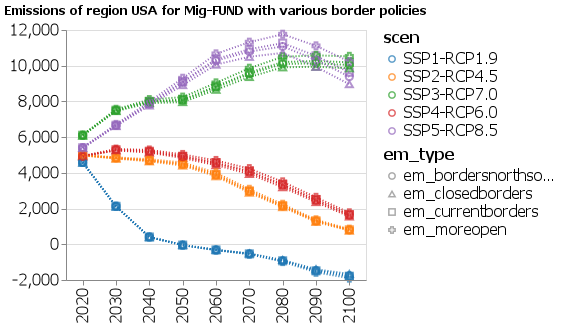 Emissions of region USA for Mig-FUND with various border policies
12,000
10,000
8,000
6,000
4,000
2,000
0
-2,000
2020
2030
2040
2050
2060
2070
2080
2090
2100
scen
SSP1-RCP1.9
SSP2-RCP4.5
SSP3-RCP7.0
SSP4-RCP6.0
SSP5-RCP8.5
em_type
em_bordersnorthso...
em_closedborders
em_currentborders
em_moreopen